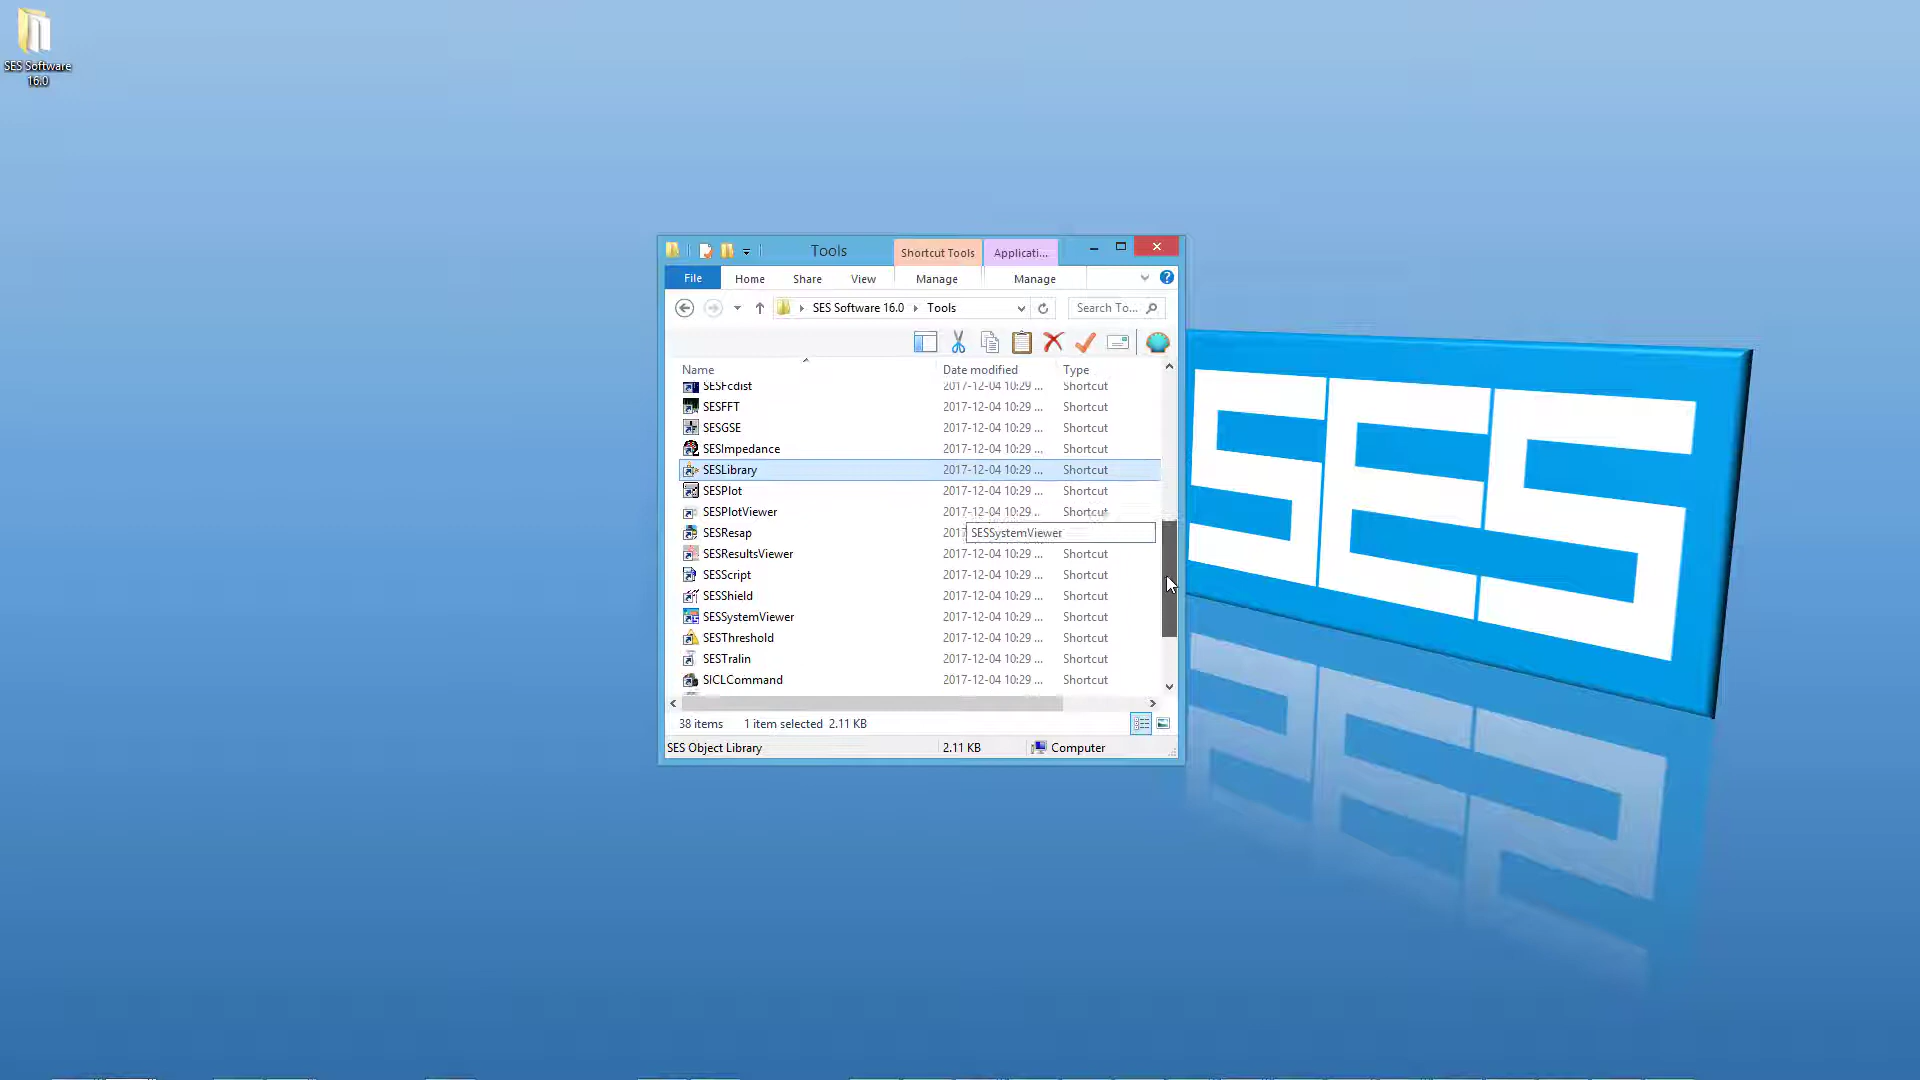 SES Software
16.0
Tools
Shortcut Tools
Applicati...
File
Home
Share
View
Manage
Manage
SES Software 16.0
Tools
Search To...
Name
Date modified
Type
SESFcdist 2017-12-04 10:29 ... Shortcut
SESFFT 2017-12-04 10:29 ... Shortcut
SESGSE 2017-12-04 10:29 ... Shortcut
SESImpedance 2017-12-04 10:29 ... Shortcut
SESLibrary 2017-12-04 10:29 ... Shortcut
SESPlot 2017-12-04 10:29 ... Shortcut
SESPlotViewer 2017-12-04 10:29 ... Shortcut
SESResap 2017 SESSystemViewer
SESResultsViewer 2017-12-04 10:29 ... Shortcut
SESScript 2017-12-04 10:29 ... Shortcut
SESShield 2017-12-04 10:29 ... Shortcut
SESSystemViewer 2017-12-04 10:29 ... Shortcut
SESThreshold 2017-12-04 10:29 ... Shortcut
SESTralin 2017-12-04 10:29 ... Shortcut
SICLCommand 2017-12-04 10:29 ... Shortcut
38 items 1 item selected 2.11 KB
SES Object Library 2.11 KB Computer
SES